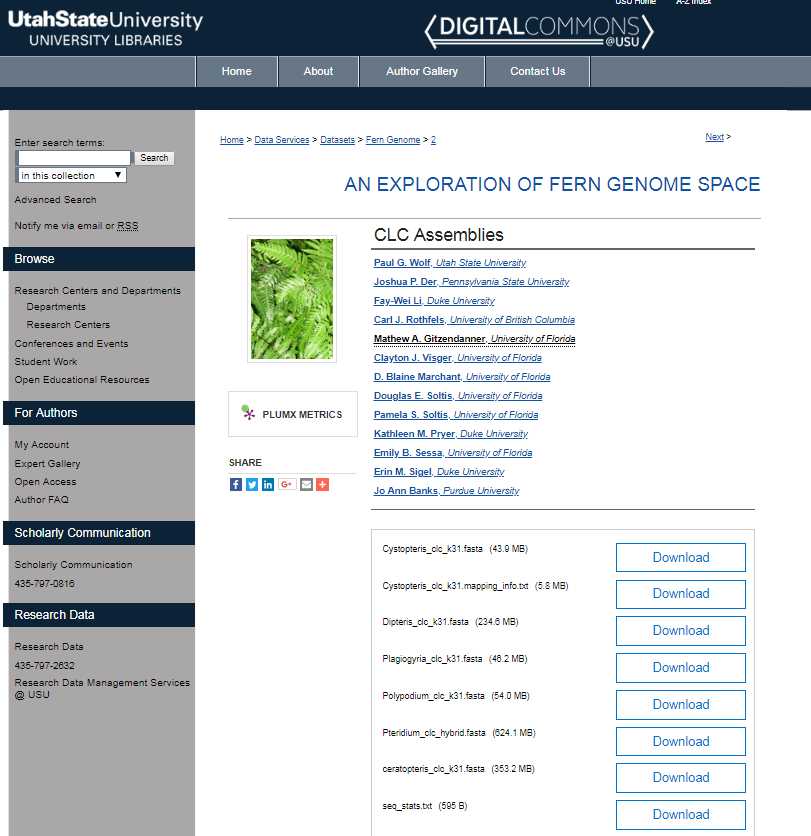 USU Home A-Z Index
UtahStateUniversity
UNIVERSITY LIBRARIES
DIGITALCOMMONS
@USU
Home About Author Gallery Contact Us
Home > Data Services > Datasets > Fern Genome > 2
Next >
Enter search terms:
Search
in this collection ▼
Advanced Search
Notify me via email or RSS
Browse
Research Centers and Departments
Departments
Research Centers
Conferences and Events
Student Work
Open Educational Resources
For Authors
My Account
Expert Gallery
Open Access
Author FAQ
Scholarly Communication
Scholarly Communication
435-797-0816
Research Data
Research Data
435-797-2632
Research Data Management Services
@ USU
AN EXPLORATION OF FERN GENOME SPACE
PLUMX METRICS
SHARE
f
in
G+
+
CLC Assemblies
Paul G. Wolf, Utah State University
Joshua P. Der, Pennsylvania State University
Fay-Wei Li, Duke University
Carl J. Rothfels, University of British Columbia
Mathew A. Gitzendanner, University of Florida
Clayton J. Visger, University of Florida
D. Blaine Marchant, University of Florida
Douglas E. Soltis, University of Florida
Pamela S. Soltis, University of Florida
Kathleen M. Pryer, Duke University
Emily B. Sessa, University of Florida
Erin M. Sigel, Duke University
Jo Ann Banks, Purdue University
Cystopteris_clc_k31.fasta (43.9 MB) Download
Cystopteris_clc_k31.mapping_info.txt (5.8 MB) Download
Dipteris_clc_k31.fasta (234.6 MB) Download
Plagiogyria_clc_k31.fasta (46.2 MB) Download
Polypodium_clc_k31.fasta (54.0 MB) Download
Pteridium_clc_hybrid.fasta (624.1 MB) Download
ceratopteris_clc_k31.fasta (353.2 MB) Download
seq_stats.txt (595 B) Download